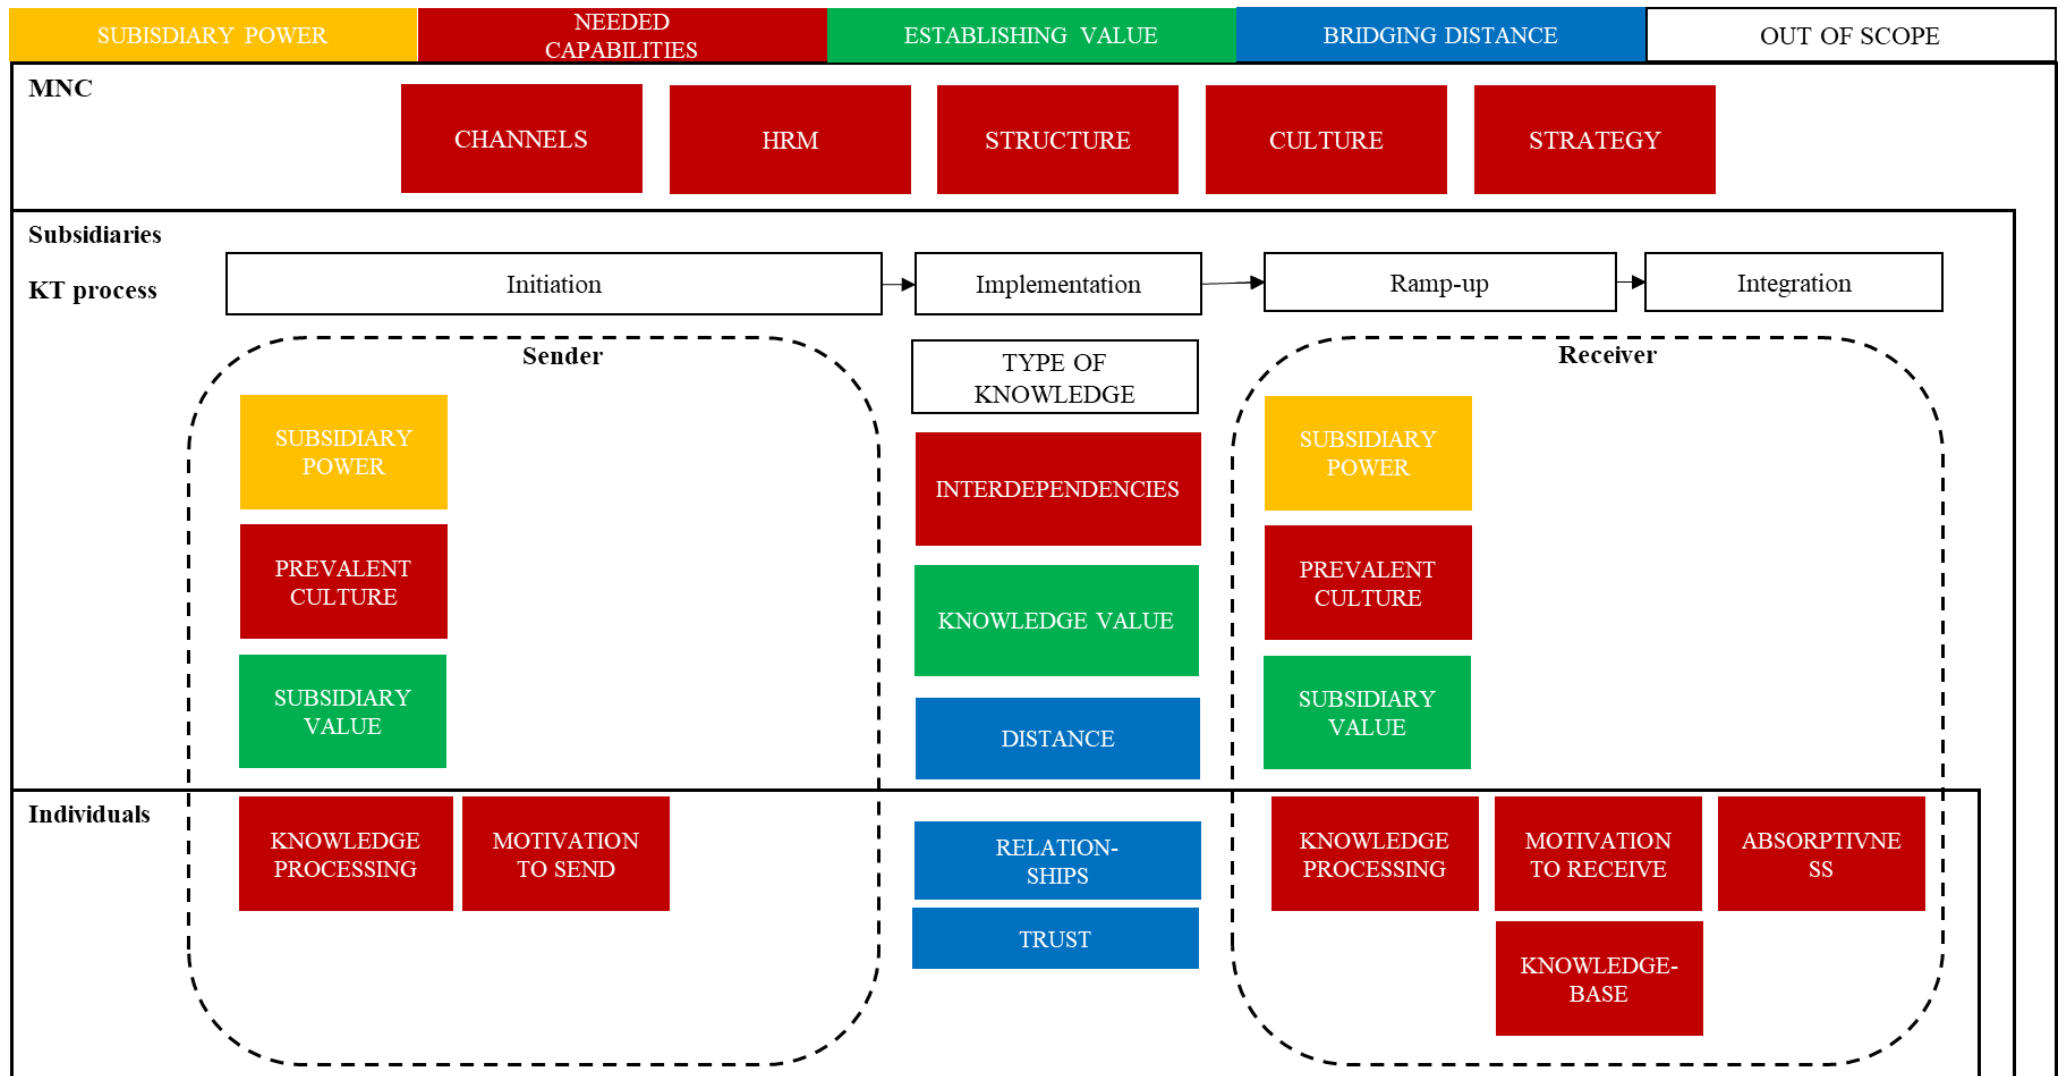 SUBISDIARY POWER
NEEDED
CAPABILITIES
ESTABLISHING VALUE
BRIDGING DISTANCE
OUT OF SCOPE
MNC
CHANNELS
HRM
STRUCTURE
CULTURE
STRATEGY
Subsidiaries
KT process
Initiation
Implementation
Ramp-up
Integration
Sender
SUBSIDIARY
POWER
PREVALENT
CULTURE
SUBSIDIARY
VALUE
TYPE OF
KNOWLEDGE
INTERDEPENDENCIES
KNOWLEDGE VALUE
DISTANCE
Receiver
SUBSIDIARY
POWER
PREVALENT
CULTURE
SUBSIDIARY
VALUE
Individuals
KNOWLEDGE
PROCESSING
MOTIVATION
TO SEND
RELATION-
SHIPS
TRUST
KNOWLEDGE
PROCESSING
MOTIVATION
TO RECEIVE
ABSORPTIVNE
SS
KNOWLEDGE-
BASE